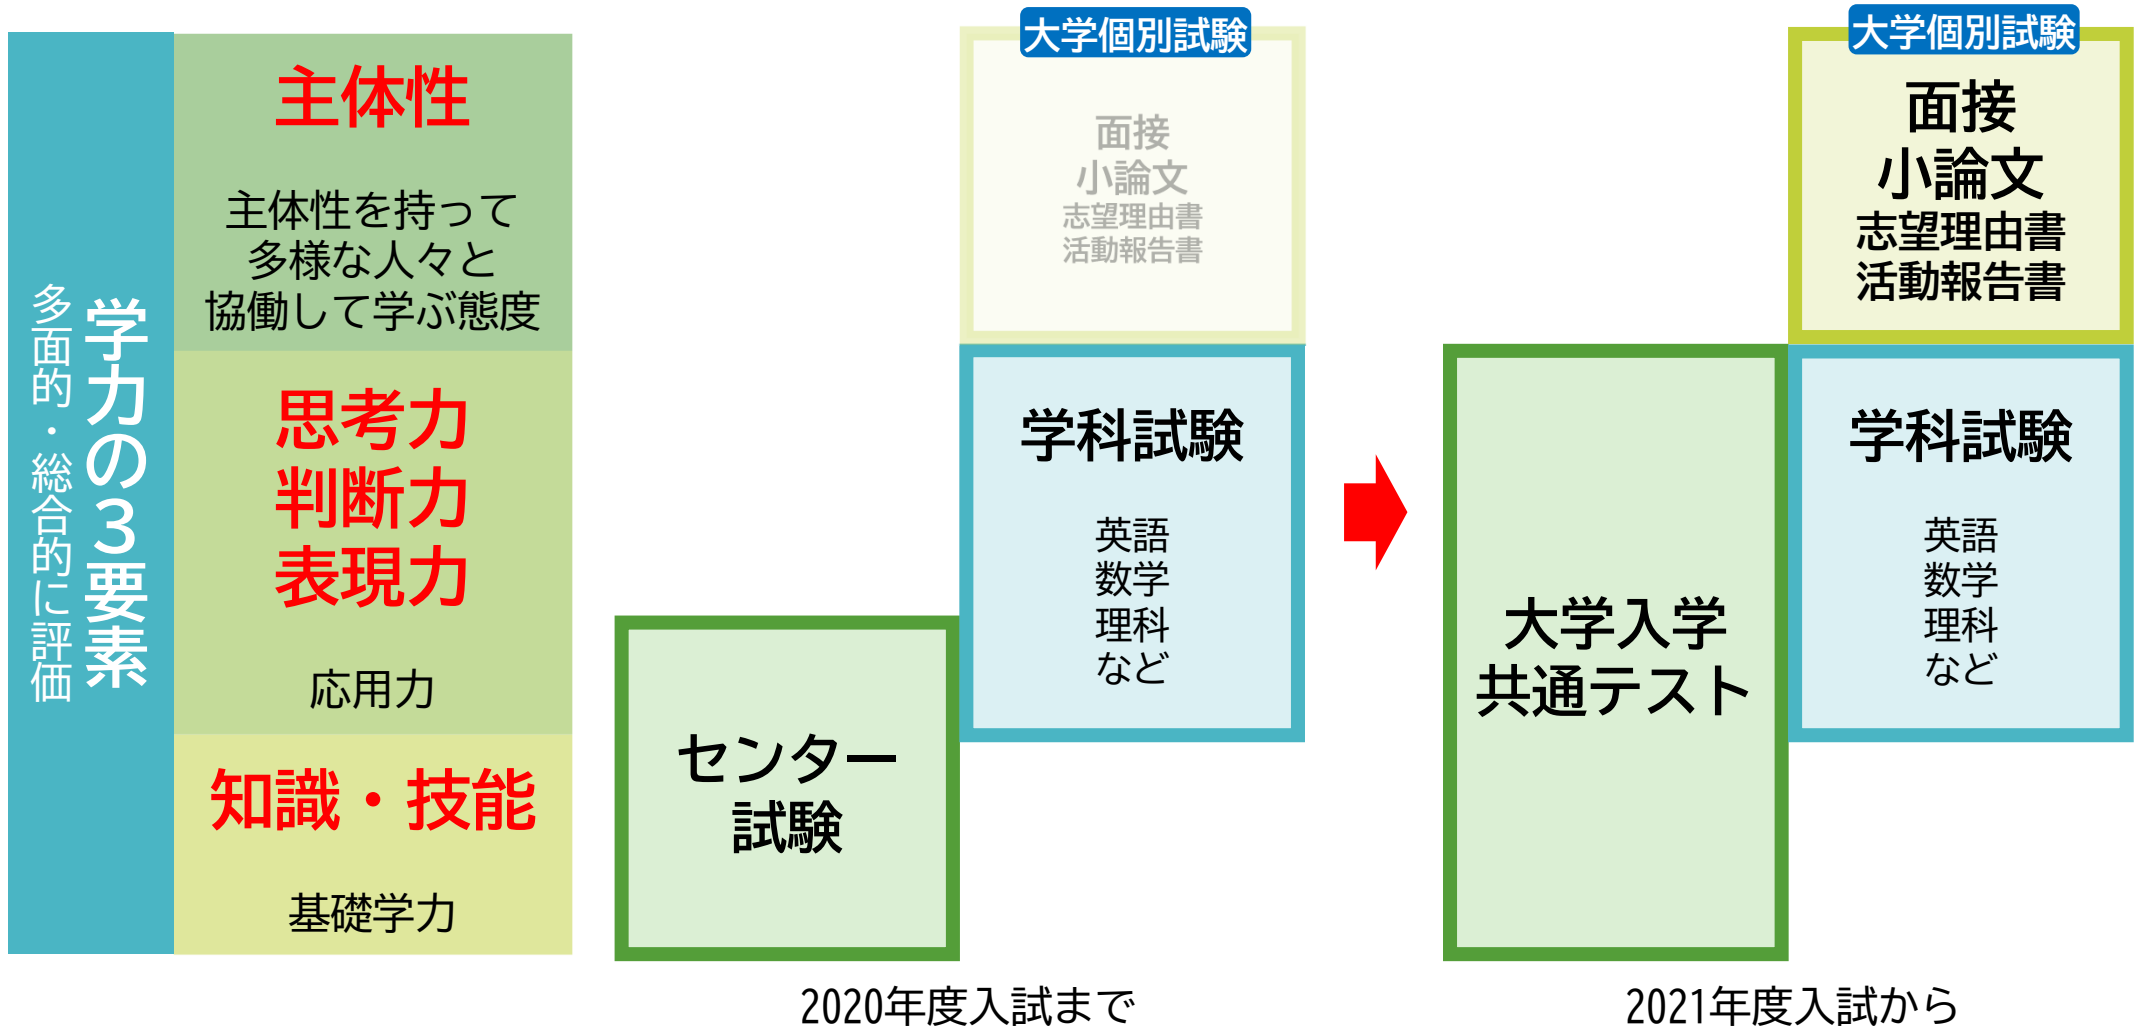 学力の３要素
多面的・総合的に評価
主体性
主体性を持って
多様な人々と
協働して学ぶ態度
思考力
判断力
表現力
応用力
知識・技能
基礎学力
大学個別試験
面接
小論文
志望理由書
活動報告書
学科試験
英語
数学
理科
など
センター
試験
2020年度入試まで
大学個別試験
面接
小論文
志望理由書
活動報告書
学科試験
英語
数学
理科
など
大学入学
共通テスト
2021年度入試から